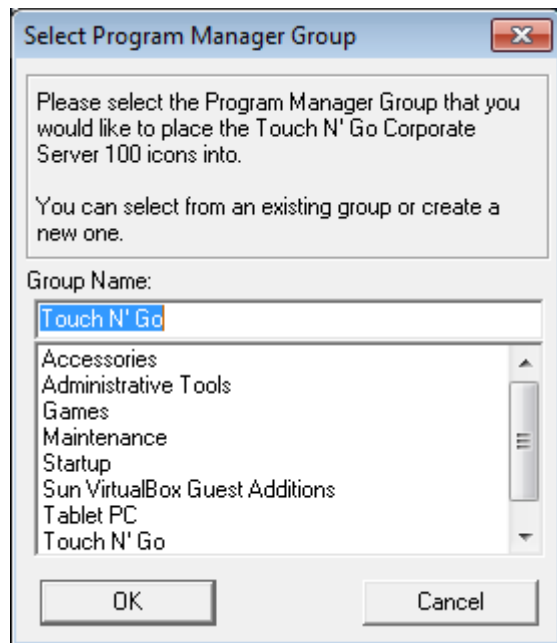 Select Program Manager Group
Please select the Program Manager Group that you
would like to place the Touch N' Go Corporate
Server 100 icons into.
You can select from an existing group or create a
new one.
Group Name:
Touch N' Go
Accessories
Administrative Tools
Games
Maintenance
Startup
Sun VirtualBox Guest Additions
Tablet PC
Touch N' Go
OK
Cancel